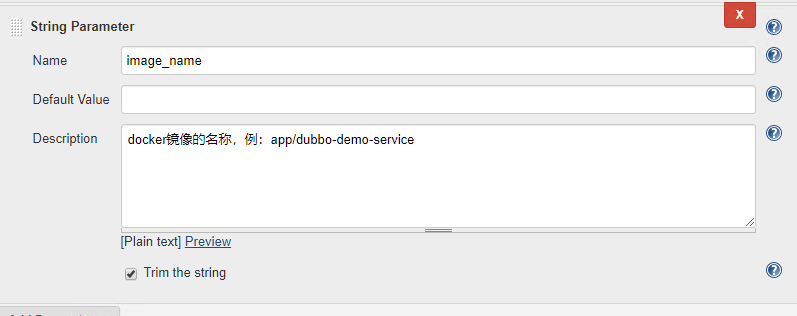 X
String Parameter
Name
image_name
Default Value
Description
docker镜像的名称，例：app/dubbo-demo-service
[Plain text] Preview
Trim the string